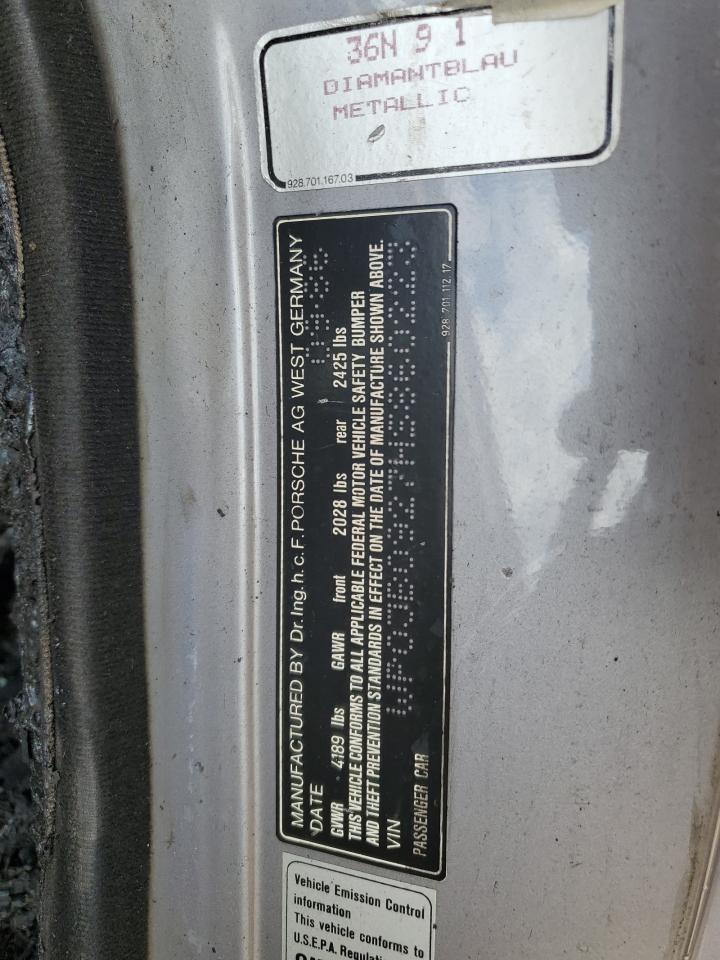 36N 9 1
DIAMANTBLAU
METALLIC
928.701.167.03
MANUFACTURED BY Dr. Ing. h. c. F. PORSCHE AG WEST GERMANY
DATE
GVWR 4189 lbs GAWR front 2028 lbs rear 2425 lbs
THIS VEHICLE CONFORMS TO ALL APPLICABLE FEDERAL MOTOR VEHICLE SAFETY BUMPER
AND THEFT PREVENTION STANDARDS IN EFFECT ON THE DATE OF MANUFACTURE SHOWN ABOVE.
VIN
PASSENGER CAR
928 701 112 17
Vehicle Emission Control
information
This vehicle conforms to
U.S.E.P.A.